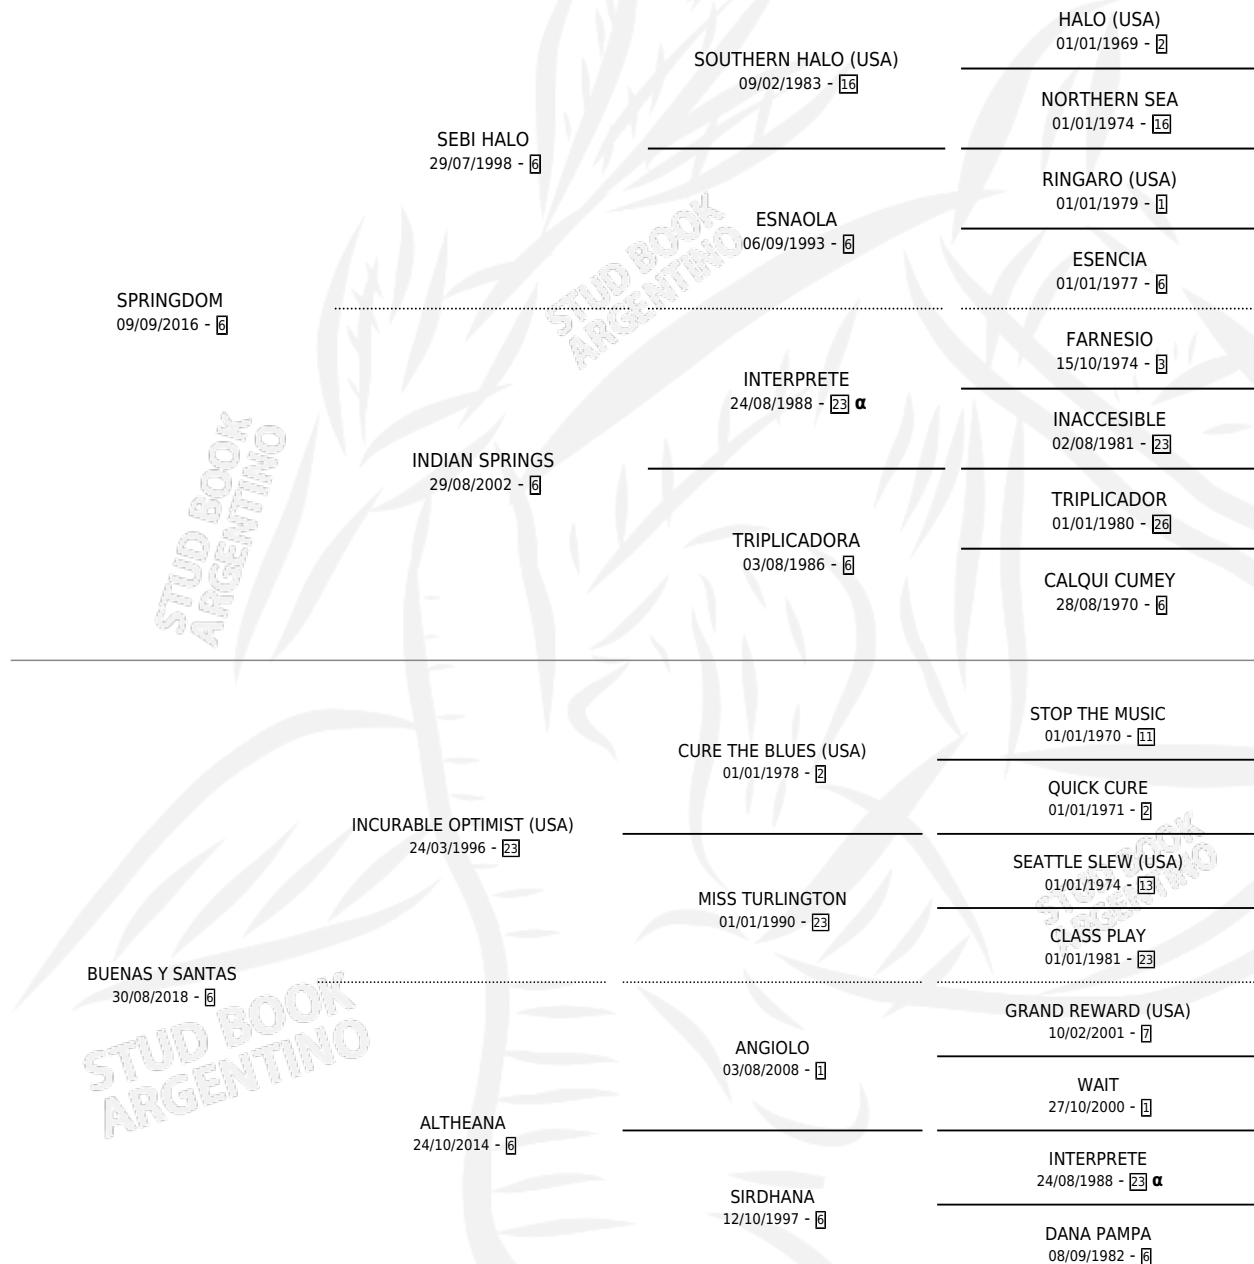 HALO (USA)
01/01/1969 - 2
SOUTHERN HALO (USA)
09/02/1983 - 16
NORTHERN SEA
01/01/1974 - 16
SEBI HALO
29/07/1998 - 6
RINGARO (USA)
01/01/1979 - 1
ESNAOLA
06/09/1993 - 6
ESENCIA
01/01/1977 - 6
SPRINGDOM
09/09/2016 - 6
FARNESIO
15/10/1974 - 3
INTERPRETE
24/08/1988 - 23 α
INACCESIBLE
02/08/1981 - 23
INDIAN SPRINGS
29/08/2002 - 6
TRIPLICADOR
01/01/1980 - 26
TRIPLICADORA
03/08/1986 - 6
CALQUI CUMEY
28/08/1970 - 6
STUD BOOK
ARGENTINO
STUD BOOK
ARGENTINO
STOP THE MUSIC
01/01/1970 - 11
CURE THE BLUES (USA)
01/01/1978 - 2
QUICK CURE
01/01/1971 - 2
INCURABLE OPTIMIST (USA)
24/03/1996 - 23
SEATTLE SLEW (USA)
01/01/1974 - 13
MISS TURLINGTON
01/01/1990 - 23
CLASS PLAY
01/01/1981 - 23
BUENAS Y SANTAS
30/08/2018 - 6
GRAND REWARD (USA)
10/02/2001 - 7
ANGIOLO
03/08/2008 - 1
WAIT
27/10/2000 - 1
ALTHEANA
24/10/2014 - 6
INTERPRETE
24/08/1988 - 23 α
SIRDHANA
12/10/1997 - 6
DANA PAMPA
08/09/1982 - 6
STUD BOOK
ARGENTINO
STUD BOOK
ARGENTINO